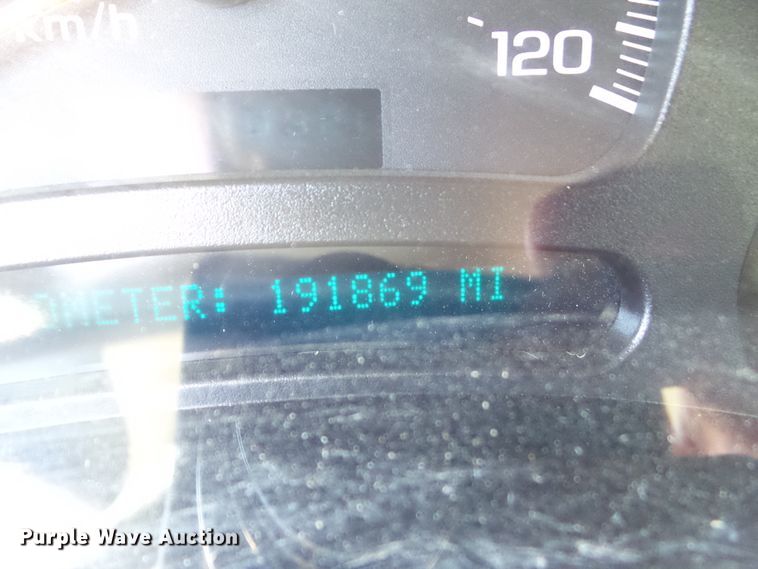 km/h
120
OMETER: 191869 MI
Purple Wave Auction